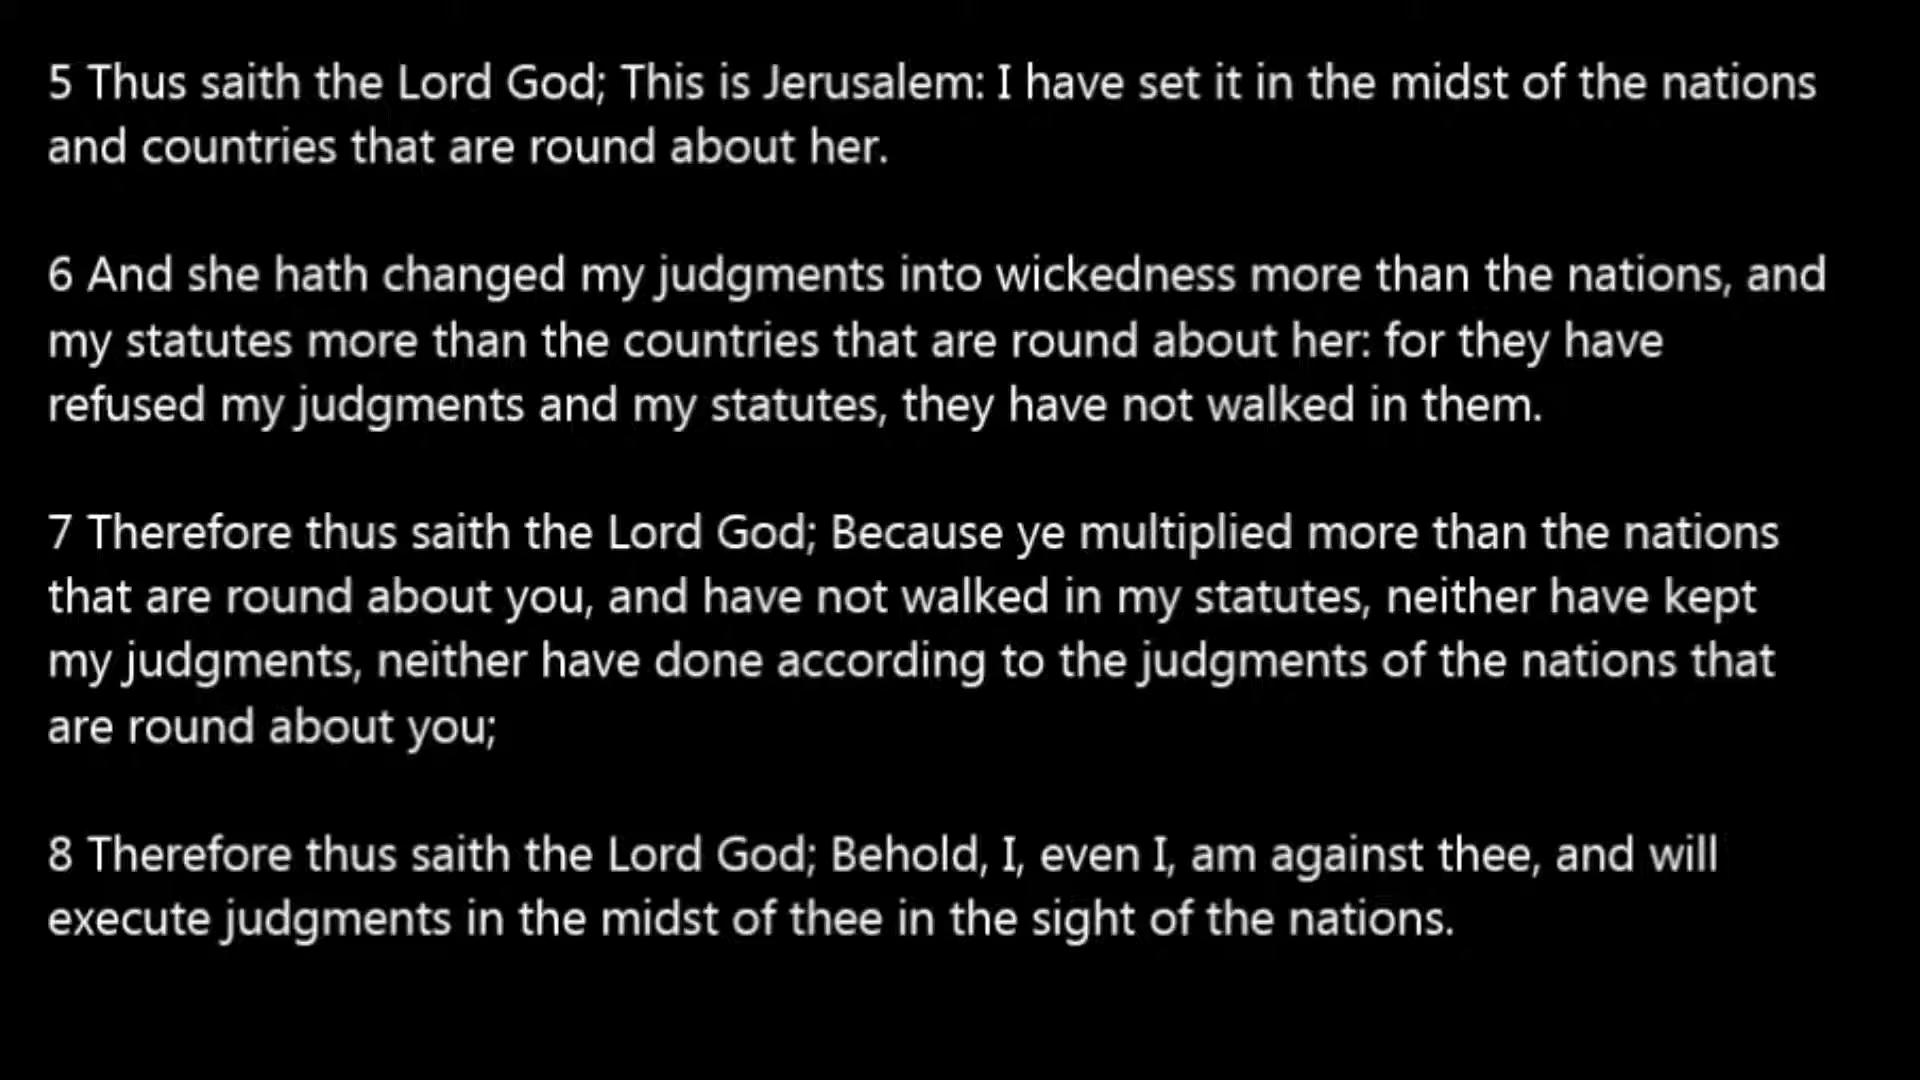 5 Thus saith the Lord God; This is Jerusalem: I have set it in the midst of the nations
and countries that are round about her.
6 And she hath changed my judgments into wickedness more than the nations, and
my statutes more than the countries that are round about her: for they have
refused my judgments and my statutes, they have not walked in them.
7 Therefore thus saith the Lord God; Because ye multiplied more than the nations
that are round about you, and have not walked in my statutes, neither have kept
my judgments, neither have done according to the judgments of the nations that
are round about you;
8 Therefore thus saith the Lord God; Behold, I, even I, am against thee, and will
execute judgments in the midst of thee in the sight of the nations.